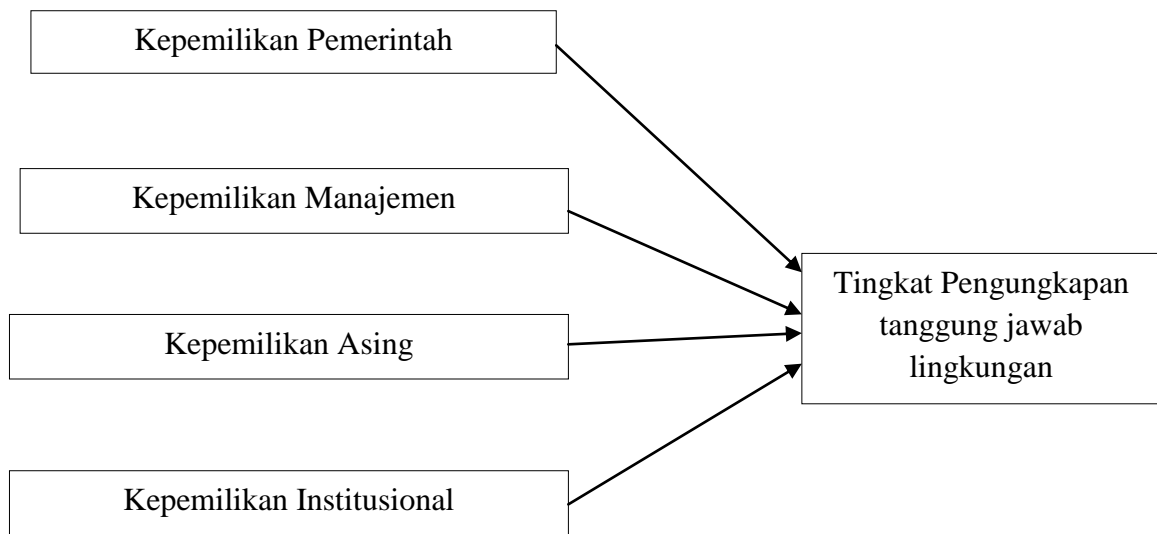 Kepemilikan Pemerintah
Kepemilikan Manajemen
Kepemilikan Asing
Kepemilikan Institusional
Tingkat Pengungkapan
tanggung jawab
lingkungan